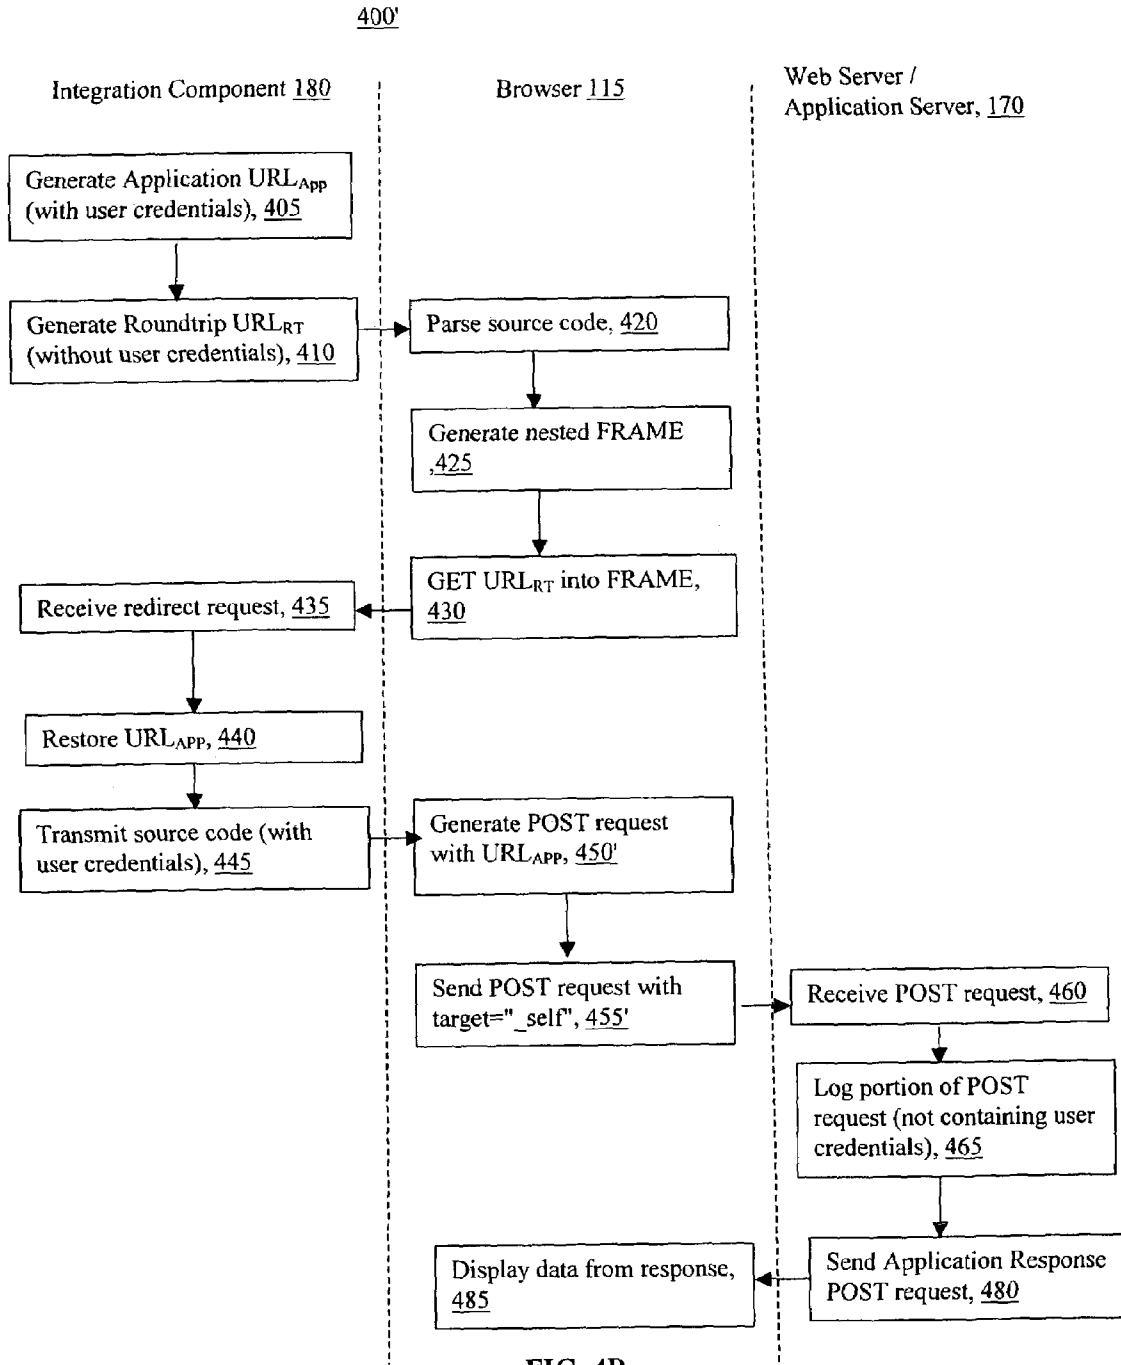 400'
Integration Component 180
Browser 115
Web Server /
Application Server, 170
Generate Application URLApp
(with user credentials), 405
Generate Roundtrip URLRT
(without user credentials), 410
Parse source code, 420
Generate nested FRAME
,425
GET URLRT into FRAME,
430
Receive redirect request, 435
Restore URLAPP, 440
Transmit source code (with
user credentials), 445
Generate POST request
with URLAPP, 450'
Send POST request with
target="_self", 455'
Receive POST request, 460
Log portion of POST
request (not containing user
credentials), 465
Send Application Response
POST request, 480
Display data from response,
485
FIG. 4B